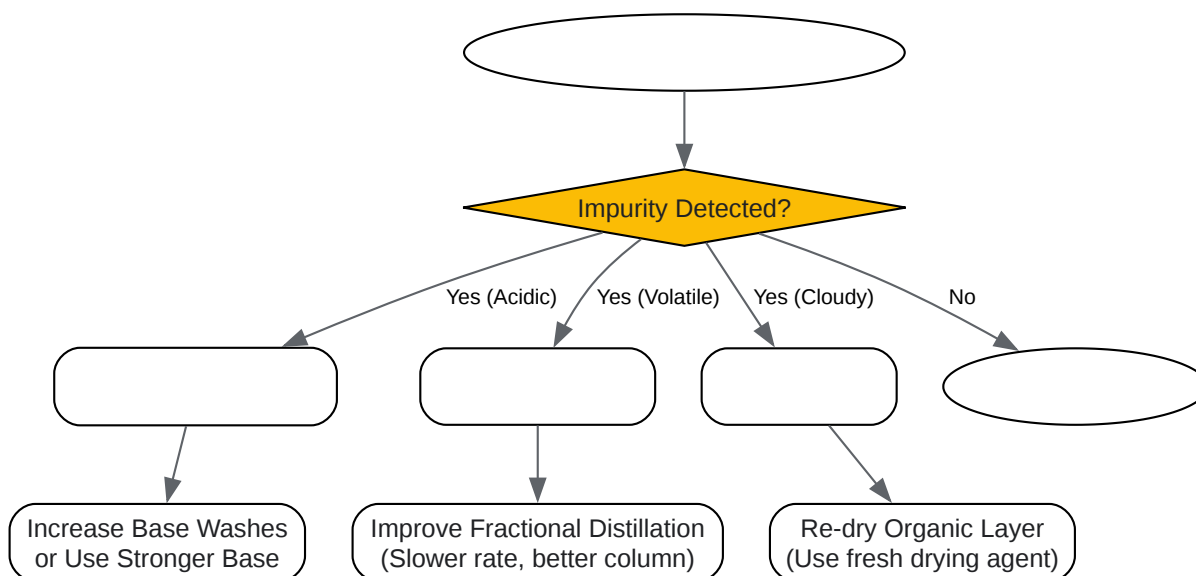 Impurity Detected?
Yes (Acidic)
Yes (Volatile)
Yes (Cloudy)
No
Increase Base Washes
or Use Stronger Base
Improve Fractional Distillation
(Slower rate, better column)
Re-dry Organic Layer
(Use fresh drying agent)